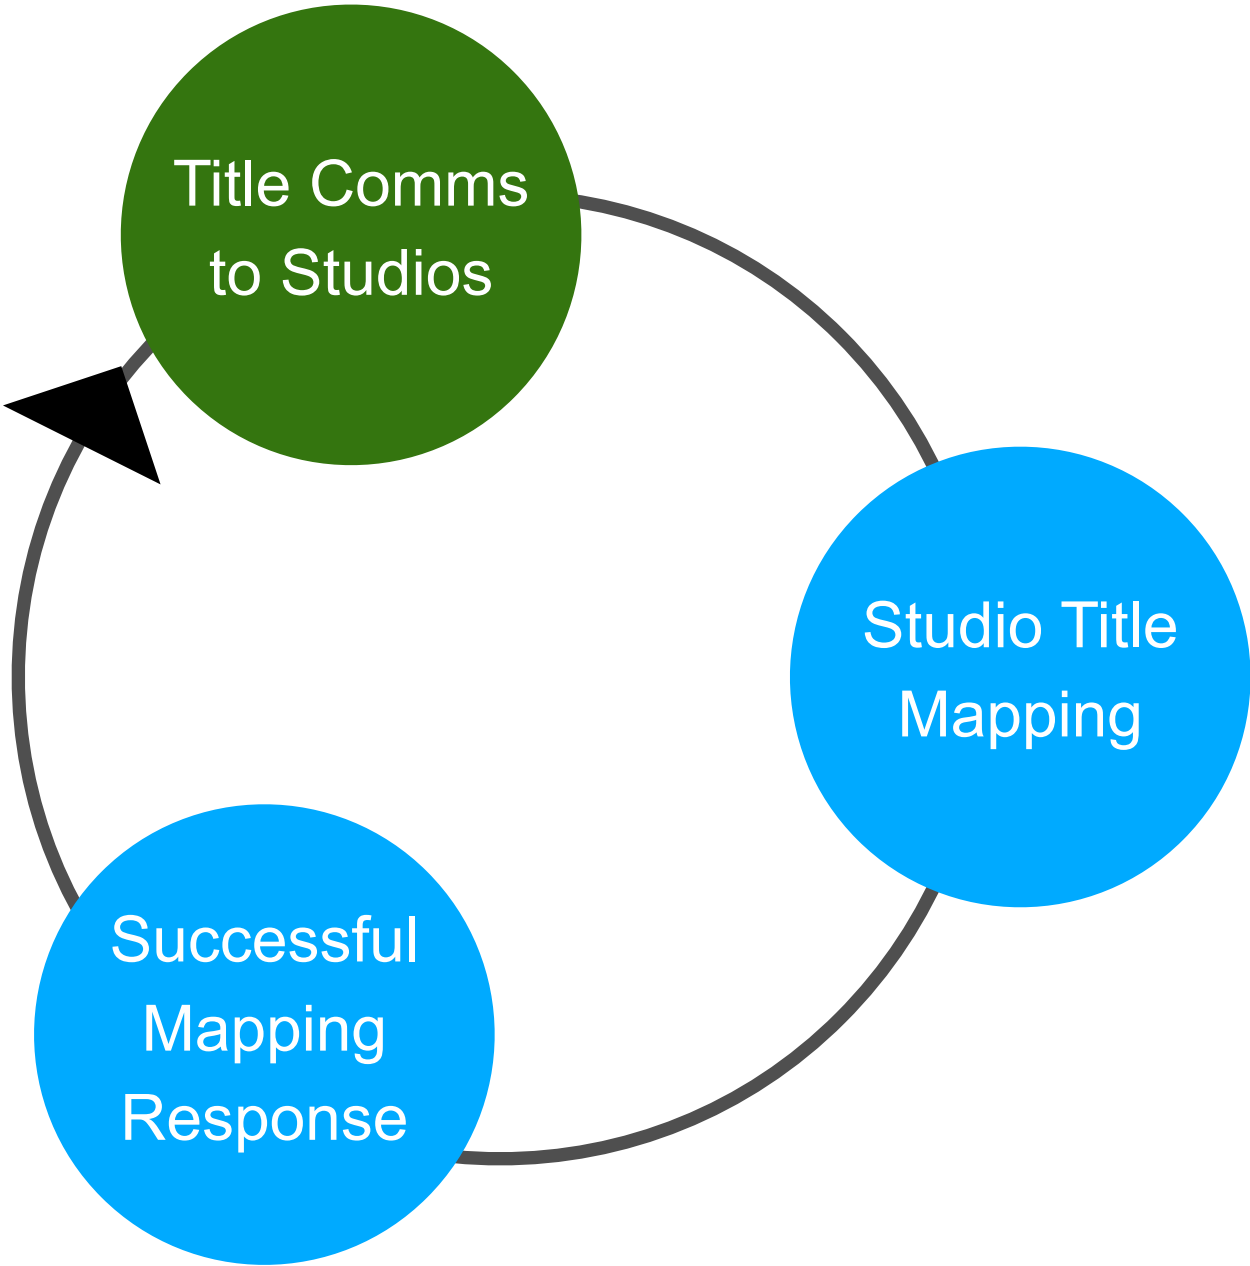 Title Comms
to Studios
Studio Title
Mapping
Successful
Mapping
Response